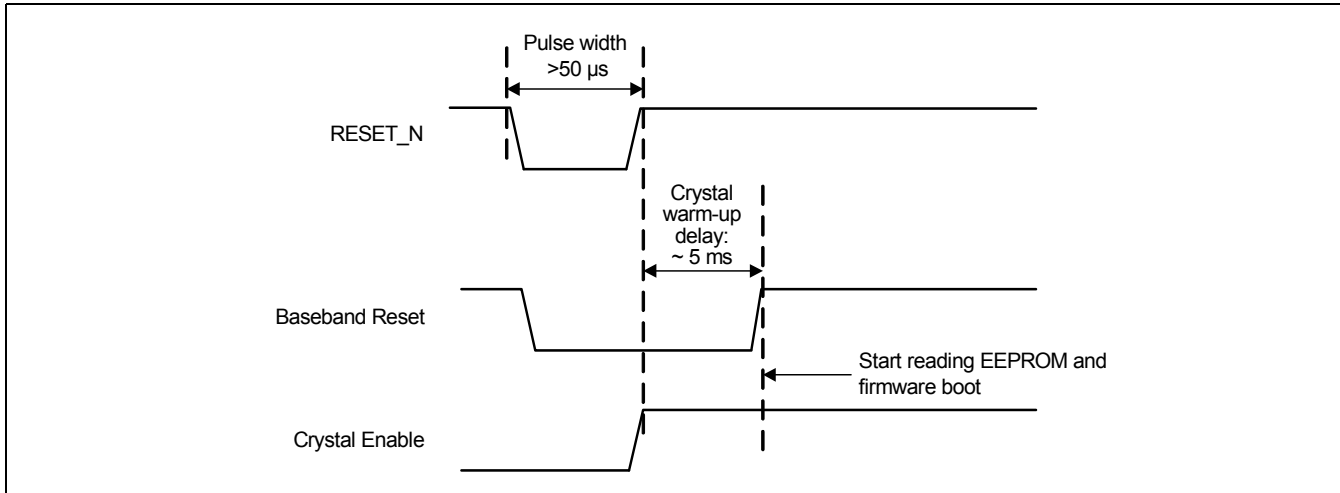 Pulse width
>50 µs
RESET_N
Crystal
warm-up
delay:
~ 5 ms
Baseband Reset
Start reading EEPROM and
firmware boot
Crystal Enable